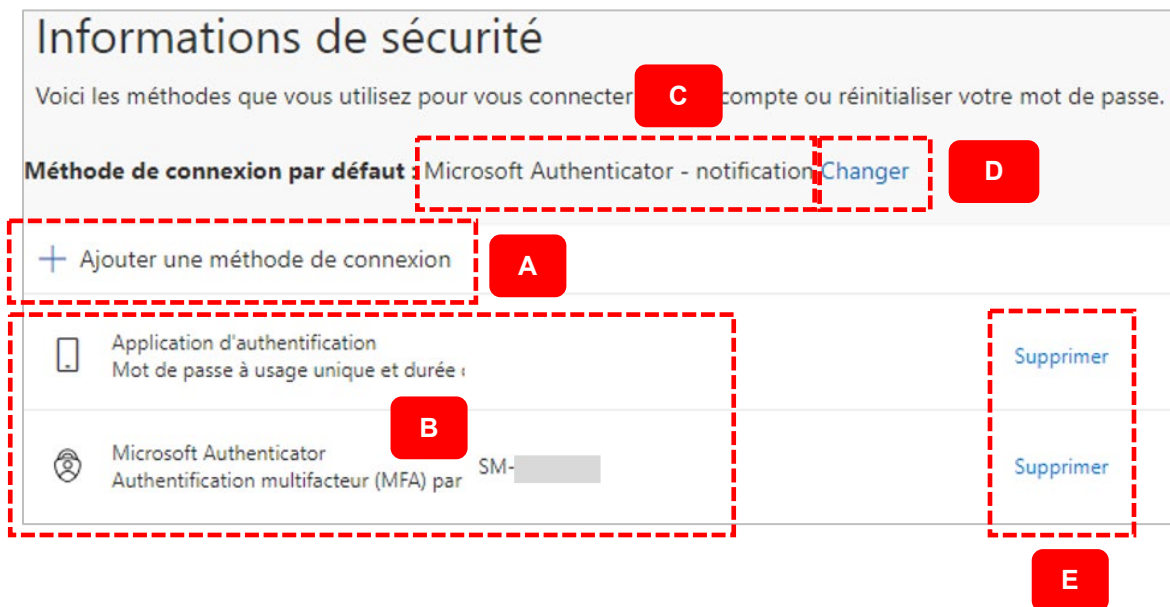 Informations de sécurité
Voici les méthodes que vous utilisez pour vous connecter C compte ou réinitialiser votre mot de passe.
Méthode de connexion par défaut : Microsoft Authenticator - notification Changer D
Ajouter une méthode de connexion A
Application d'authentification
Mot de passe à usage unique et durée
Supprimer
B
Microsoft Authenticator
Authentification multifacteur (MFA) par SM-
Supprimer
E